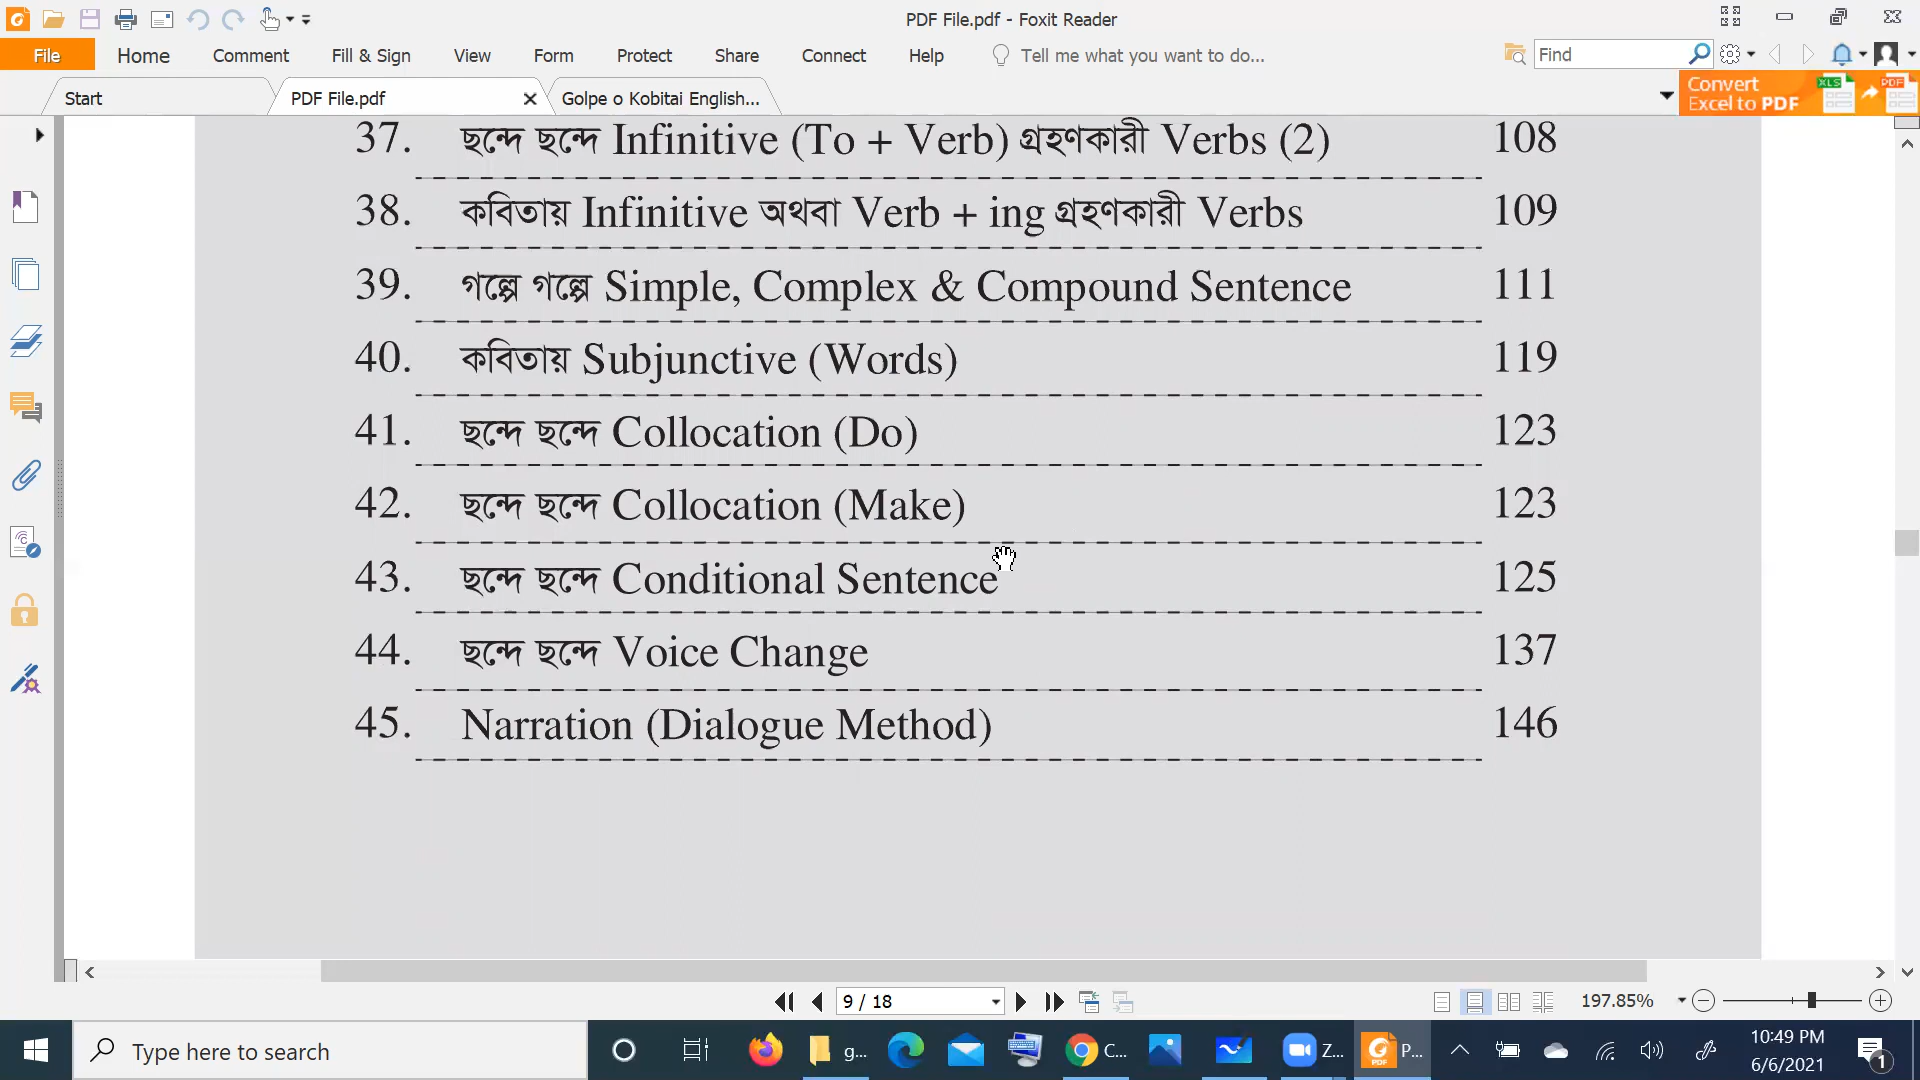 PDF File.pdf - Foxit Reader
File Home Comment Fill & Sign View Form Protect Share Connect Help Tell me what you want to do... Find
Start PDF File.pdf Golpe o Kobitai English... Convert Excel to PDF XLS PDF
37. ছন্দে ছন্দে Infinitive (To + Verb) গ্রহণকারী Verbs (2) 108
38. কবিতায় Infinitive অথবা Verb + ing গ্রহণকারী Verbs 109
39. গল্পে গল্পে Simple, Complex & Compound Sentence 111
40. কবিতায় Subjunctive (Words) 119
41. ছন্দে ছন্দে Collocation (Do) 123
42. ছন্দে ছন্দে Collocation (Make) 123
43. ছন্দে ছন্দে Conditional Sentence 125
44. ছন্দে ছন্দে Voice Change 137
45. Narration (Dialogue Method) 146
9 / 18 197.85%
Type here to search g... C... Z... P... 10:49 PM
6/6/2021 1